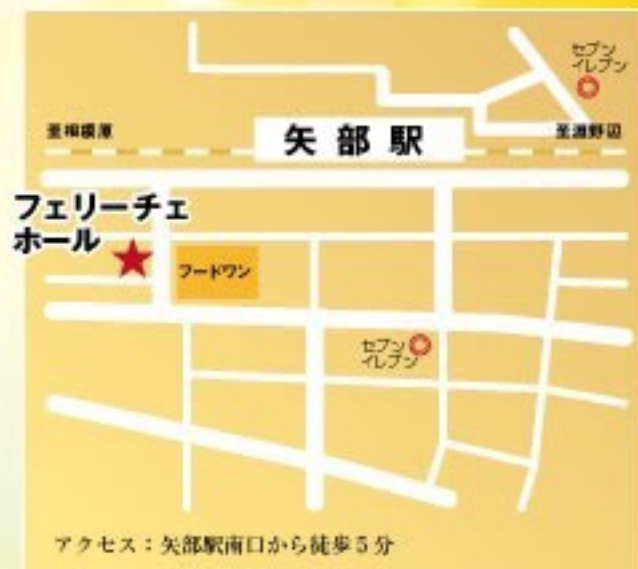 セブン
イレブン
至相模原
矢部駅
至淵野辺
フェリーチェ
ホール
フードワン
セブン
イレブン
アクセス：矢部駅南口から徒歩5分